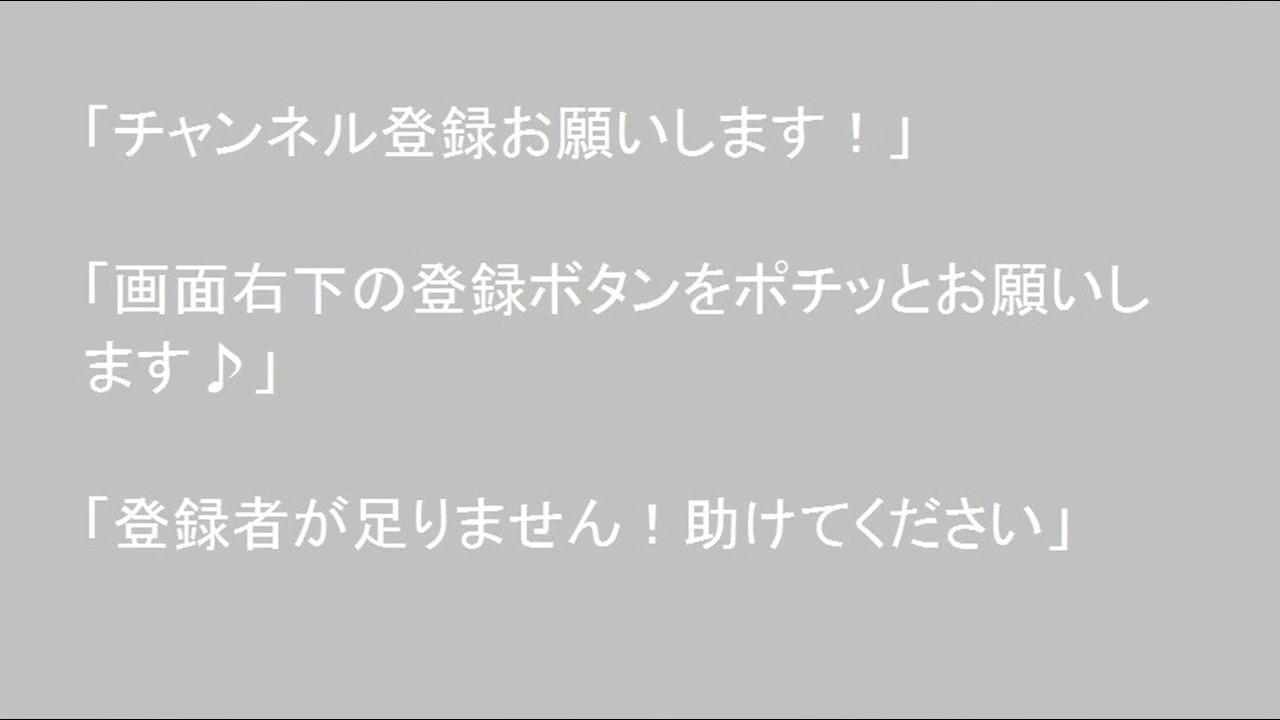 「チャンネル登録お願いします！」
「画面右下の登録ボタンをポチッとお願いし
ます♪」
「登録者が足りません！助けてください」